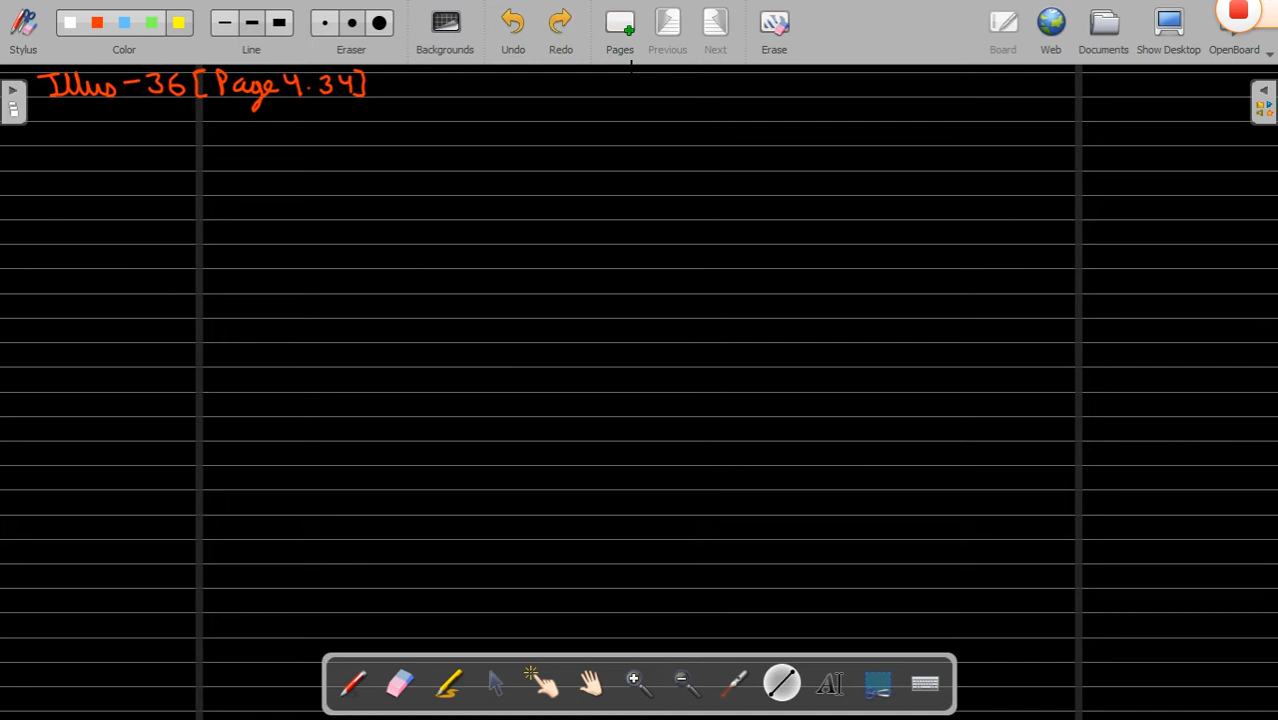 Stylus
Color
Line
Eraser
Backgrounds
Undo
Redo
Pages
Previous
Next
Erase
Board
Web
Documents
Show Desktop
OpenBoard
Illus-36 [Page 4.34]
AI